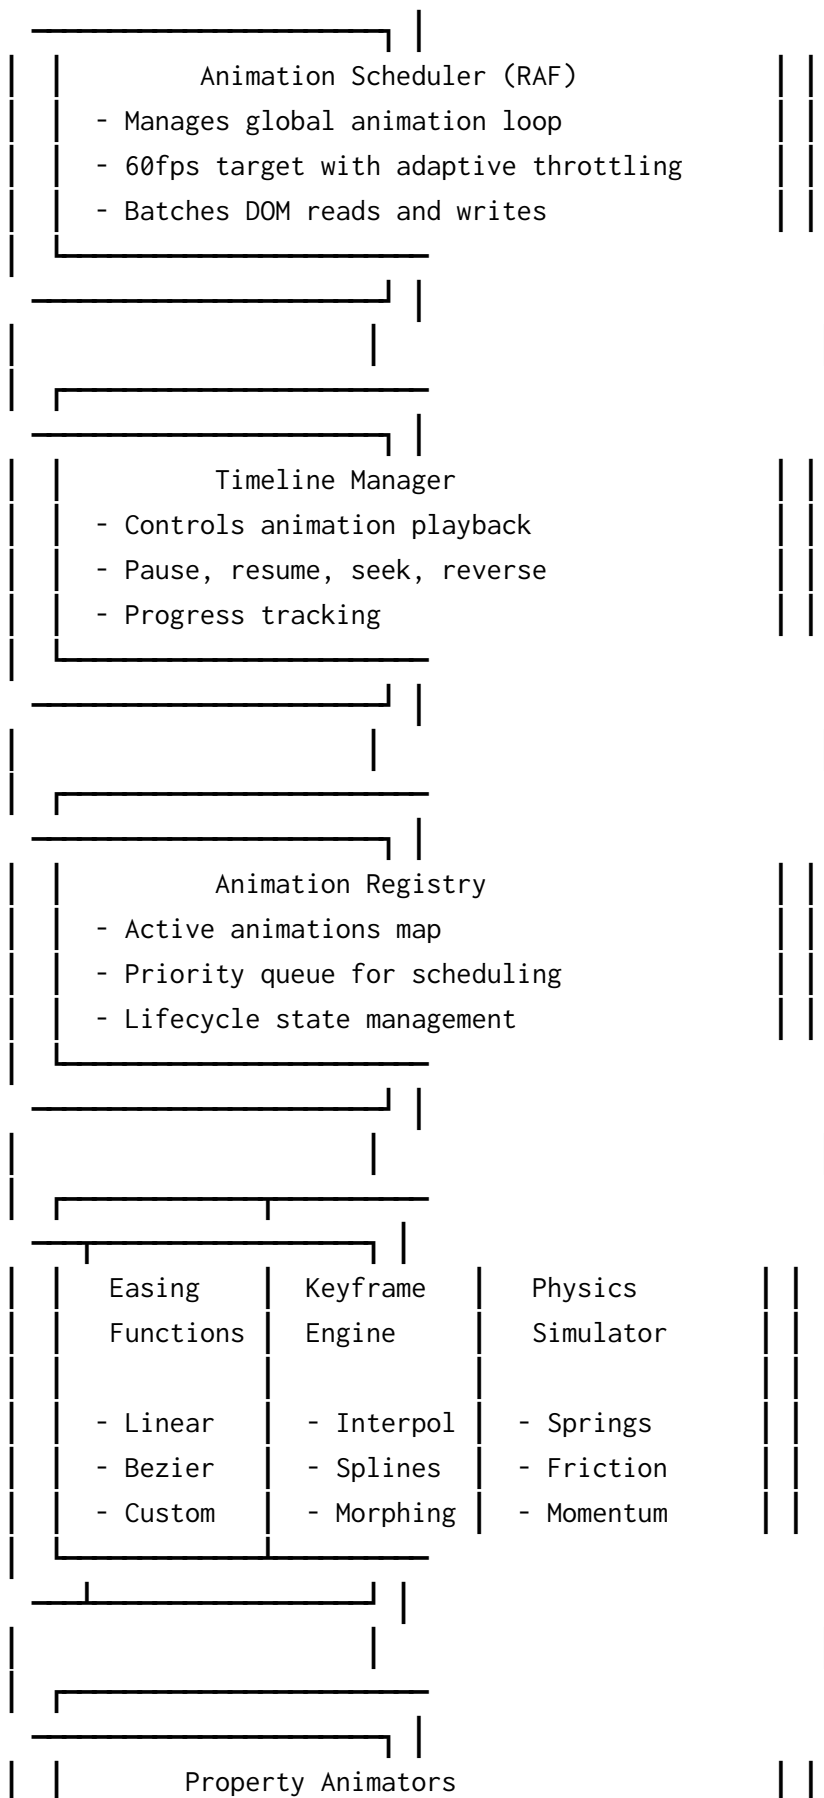 Animation Scheduler (RAF)
- Manages global animation loop
- 60fps target with adaptive throttling
- Batches DOM reads and writes
Timeline Manager
- Controls animation playback
- Pause, resume, seek, reverse
- Progress tracking
Animation Registry
- Active animations map
- Priority queue for scheduling
- Lifecycle state management
Easing Keyframe Physics
Functions Engine Simulator
- Linear - Interpol - Springs
- Bezier - Splines - Friction
- Custom - Morphing - Momentum
Property Animators